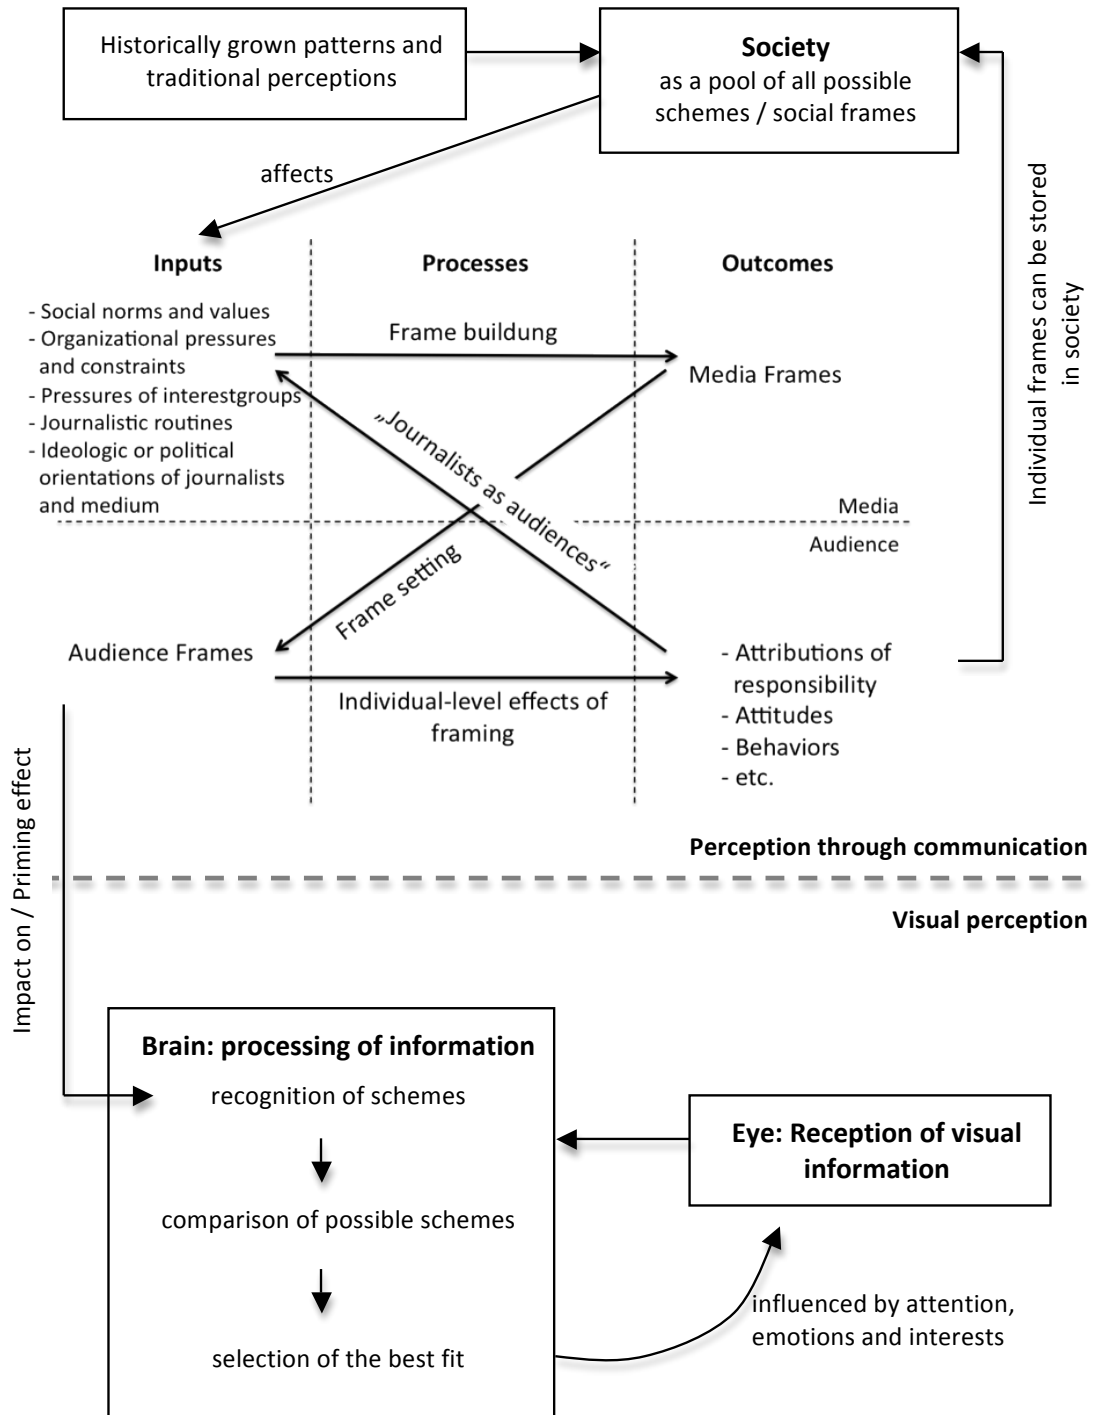 Historically grown patterns and
traditional perceptions
Society
as a pool of all possible
schemes / social frames
affects
Individual frames can be stored
in society
Inputs
Processes
Outcomes
- Social norms and values
- Organizational pressures
and constraints
- Pressures of interestgroups
- Journalistic routines
- Ideologic or political
orientations of journalists
and medium
Frame buildung
Media Frames
„Journalists as audiences“
Media
Audience
Frame setting
Audience Frames
Individual-level effects of
framing
- Attributions of
responsibility
- Attitudes
- Behaviors
- etc.
Impact on / Priming effect
Perception through communication
Visual perception
Brain: processing of information
recognition of schemes
comparison of possible schemes
selection of the best fit
Eye: Reception of visual
information
influenced by attention,
emotions and interests